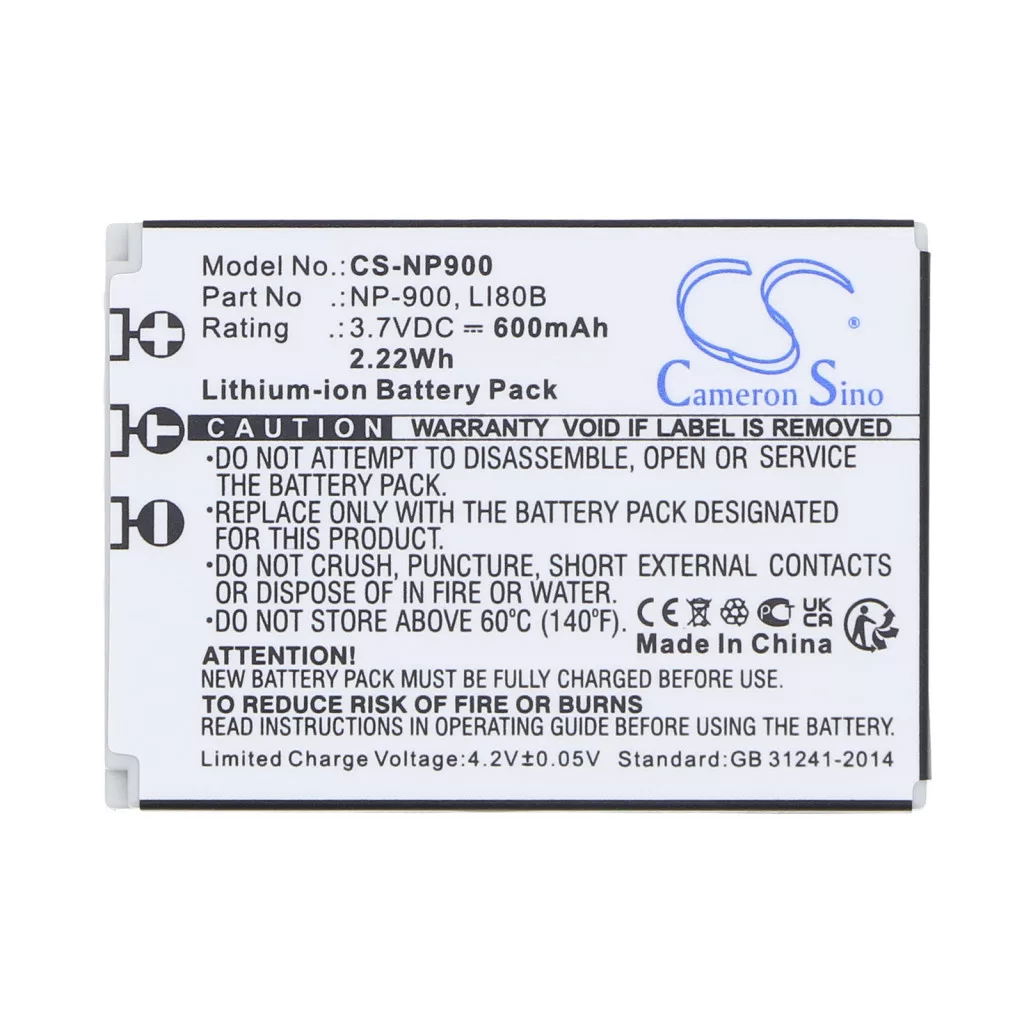 Model No.: CS-NP900
Part No .: NP-900, LI80B
Rating .: 3.7VDC ⎓ 600mAh
2.22Wh
Lithium-ion Battery Pack
Cameron Sino ®
CAUTION WARRANTY VOID IF LABEL IS REMOVED
•DO NOT ATTEMPT TO DISASSEMBLE, OPEN OR SERVICE
THE BATTERY PACK.
•REPLACE ONLY WITH THE BATTERY PACK DESIGNATED
FOR THIS PRODUCT.
•DO NOT CRUSH, PUNCTURE, SHORT EXTERNAL CONTACTS
OR DISPOSE OF IN FIRE OR WATER.
•DO NOT STORE ABOVE 60°C (140°F).
CE UK CA
Made In China
ATTENTION!
NEW BATTERY PACK MUST BE FULLY CHARGED BEFORE USE.
TO REDUCE RISK OF FIRE OR BURNS
READ INSTRUCTIONS IN OPERATING GUIDE BEFORE USING BATTERY.
Limited Charge Voltage:4.2V±0.05V Standard:GB 31241-2014